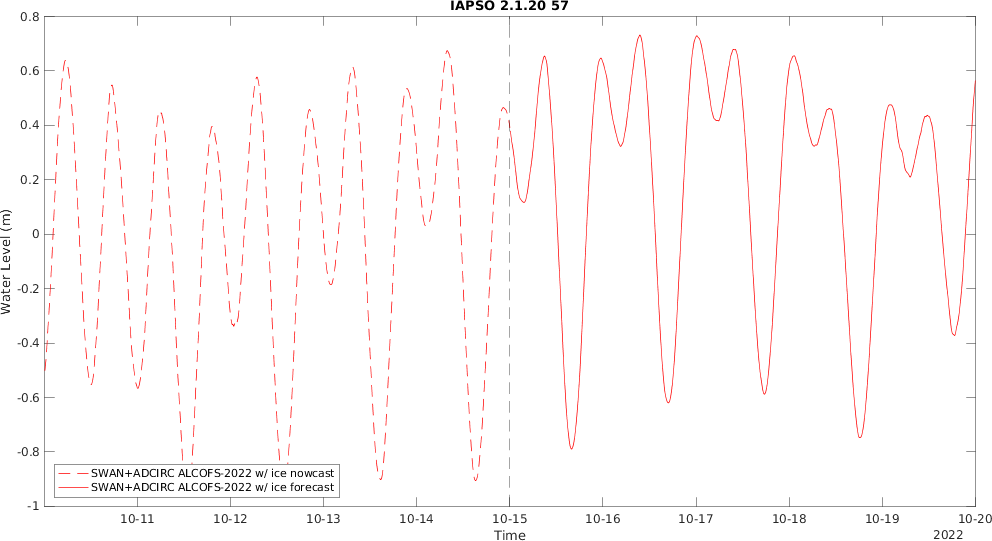 IAPSO 2.1.20 57
0.8
0.6
0.4
0.2
0
-0.2
-0.4
-0.6
-0.8
-1
Water Level (m)
SWAN+ADCIRC ALCOFS-2022 w/ ice nowcast
SWAN+ADCIRC ALCOFS-2022 w/ ice forecast
10-11 10-12 10-13 10-14 10-15 10-16 10-17 10-18 10-19 10-20
Time
2022